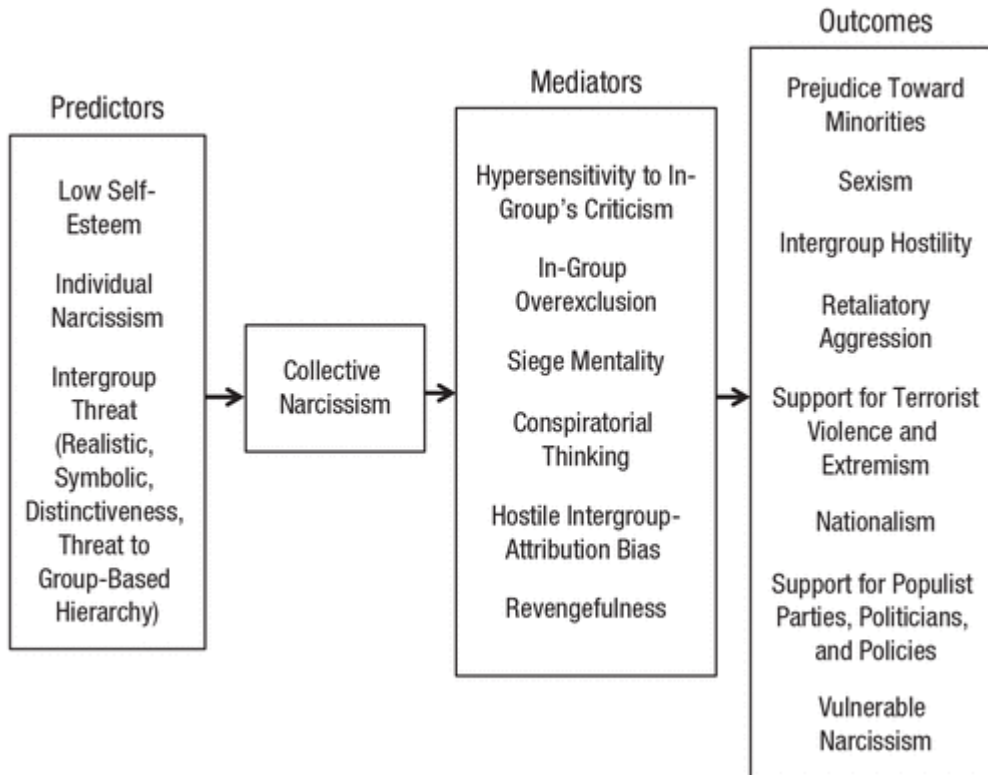 Predictors
Low Self-
Esteem
Individual
Narcissism
Intergroup
Threat
(Realistic,
Symbolic,
Distinctiveness,
Threat to
Group-Based
Hierarchy)
Collective
Narcissism
Mediators
Hypersensitivity to In-
Group’s Criticism
In-Group
Overexclusion
Siege Mentality
Conspiratorial
Thinking
Hostile Intergroup-
Attribution Bias
Revengefulness
Outcomes
Prejudice Toward
Minorities
Sexism
Intergroup Hostility
Retaliatory
Aggression
Support for Terrorist
Violence and
Extremism
Nationalism
Support for Populist
Parties, Politicians,
and Policies
Vulnerable
Narcissism